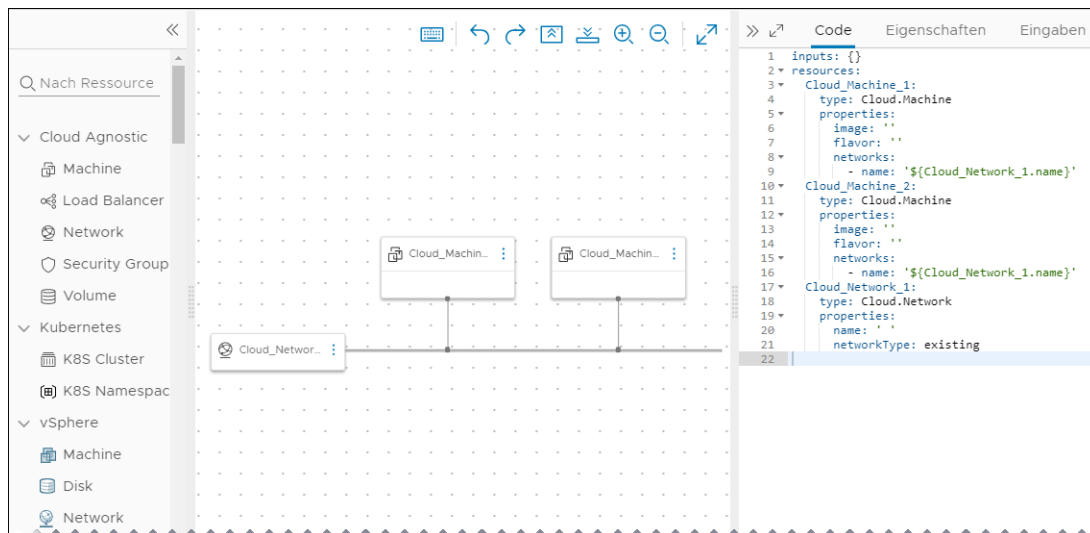 Nach Ressource
Cloud Agnostic
Machine
Load Balancer
Network
Security Group
Volume
Kubernetes
K8S Cluster
K8S Namespac
vSphere
Machine
Disk
Network
Cloud_Machin...
Cloud_Machin...
Cloud_Networ...
Code Eigenschaften Eingaben
1 inputs: {}
2 resources:
3 Cloud_Machine_1:
4 type: Cloud.Machine
5 properties:
6 image: ''
7 flavor: ''
8 networks:
9 - name: '${Cloud_Network_1.name}'
10 Cloud_Machine_2:
11 type: Cloud.Machine
12 properties:
13 image: ''
14 flavor: ''
15 networks:
16 - name: '${Cloud_Network_1.name}'
17 Cloud_Network_1:
18 type: Cloud.Network
19 properties:
20 name: ' '
21 networkType: existing
22